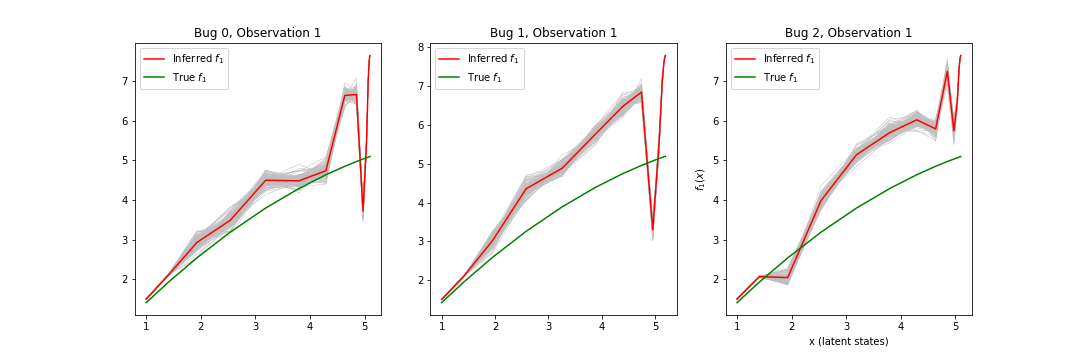 Bug 0, Observation 1
Inferred f₁
True f₁
7
6
5
4
3
2
1 2 3 4 5
Bug 1, Observation 1
Inferred f₁
True f₁
8
7
6
5
4
3
2
1 2 3 4 5
Bug 2, Observation 1
Inferred f₁
True f₁
f₁(x)
7
6
5
4
3
2
1 2 3 4 5
x (latent states)